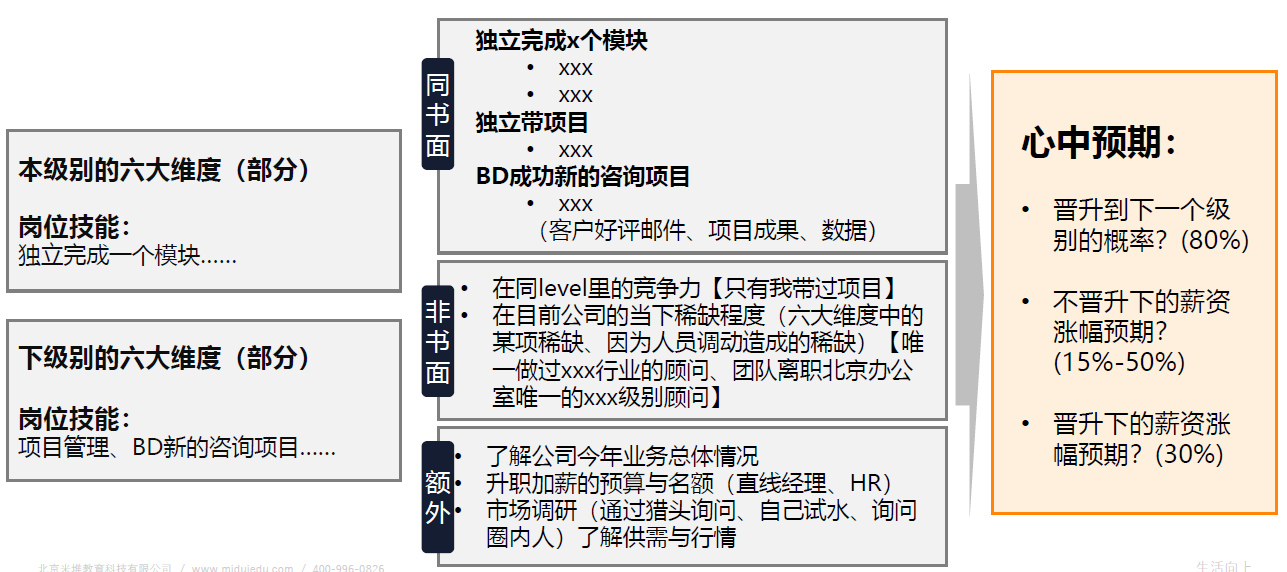 本级别的六大维度（部分）
岗位技能：
独立完成一个模块……
下级别的六大维度（部分）
岗位技能：
项目管理、BD新的咨询项目……
同书面
独立完成x个模块
• xxx
• xxx
独立带项目
• xxx
BD成功新的咨询项目
• xxx
（客户好评邮件、项目成果、数据）
非书面
• 在同level里的竞争力【只有我带过项目】
• 在目前公司的当下稀缺程度（六大维度中的
某项稀缺、因为人员调动造成的稀缺）【唯
一做过xxx行业的顾问、团队离职北京办公
室唯一的xxx级别顾问】
额外
• 了解公司今年业务总体情况
• 升职加薪的预算与名额（直线经理、HR）
• 市场调研（通过猎头询问、自己试水、询问
圈内人）了解供需与行情
心中预期：
• 晋升到下一个级
别的概率？(80%)
• 不晋升下的薪资
涨幅预期？
(15%-50%)
• 晋升下的薪资涨
幅预期？(30%)
北京米堆教育科技有限公司 / www.miduiedu.com / 400-996-0826
生活向上